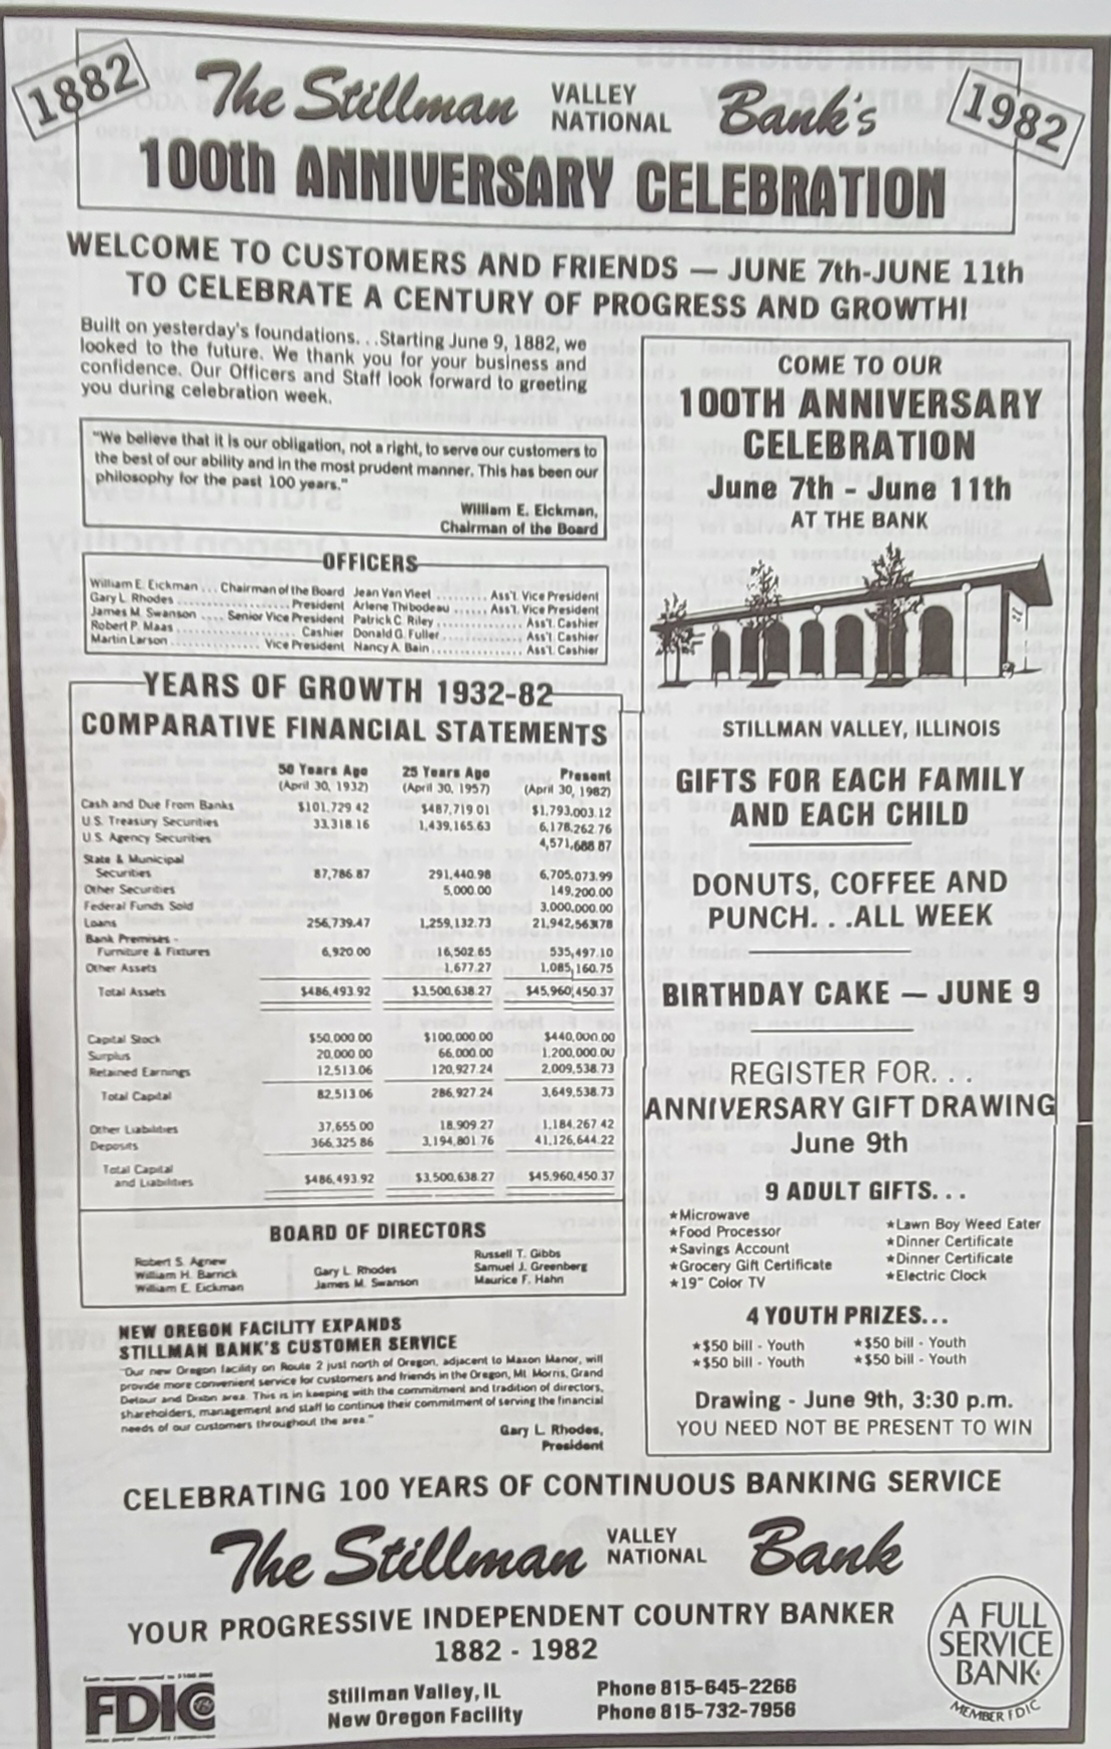 1882
The Stillman VALLEY NATIONAL Bank's
1982
100th ANNIVERSARY CELEBRATION
WELCOME TO CUSTOMERS AND FRIENDS — JUNE 7th-JUNE 11th
TO CELEBRATE A CENTURY OF PROGRESS AND GROWTH!
Built on yesterday's foundations. . .Starting June 9, 1882, we
looked to the future. We thank you for your business and
confidence. Our Officers and Staff look forward to greeting
you during celebration week.
"We believe that it is our obligation, not a right, to serve our customers to
the best of our ability and in the most prudent manner. This has been our
philosophy for the past 100 years."
William E. Eickman,
Chairman of the Board
OFFICERS
William E. Eickman ... Chairman of the Board Jean Van Vleet ......... Ass't. Vice President
Gary L. Rhodes .................. President Arlene Thibodeau ...... Ass't. Vice President
James M. Swanson .... Senior Vice President Patrick C. Riley ............. Ass't. Cashier
Robert P. Maas .................... Cashier Donald G. Fuller ............. Ass't. Cashier
Martin Larson .............. Vice President Nancy A. Bain .............. Ass't. Cashier
YEARS OF GROWTH 1932-82
COMPARATIVE FINANCIAL STATEMENTS
50 Years Ago 25 Years Ago Present
(April 30, 1932) (April 30, 1957) (April 30, 1982)
Cash and Due From Banks $101,729.42 $487,719.01 $1,793,003.12
U.S. Treasury Securities 33,318.16 1,439,165.63 6,178,262.76
U.S. Agency Securities 4,571,688.87
State & Municipal
Securities 87,786.87 291,440.98 6,705,073.99
Other Securities 5,000.00 149,200.00
Federal Funds Sold 3,000,000.00
Loans 256,739.47 1,259,132.73 21,942,563.78
Bank Premises -
Furniture & Fixtures 6,920.00 16,502.65 535,497.10
Other Assets 1,677.27 1,085,160.75
Total Assets $486,493.92 $3,500,638.27 $45,960,450.37
Capital Stock $50,000.00 $100,000.00 $440,000.00
Surplus 20,000.00 66,000.00 1,200,000.00
Retained Earnings 12,513.06 120,927.24 2,009,538.73
Total Capital 82,513.06 286,927.24 3,649,538.73
Other Liabilities 37,655.00 18,909.27 1,184,267.42
Deposits 366,325.86 3,194,801.76 41,126,644.22
Total Capital
and Liabilities $486,493.92 $3,500,638.27 $45,960,450.37
BOARD OF DIRECTORS
Robert S. Agnew
William H. Barrick
William E. Eickman
Gary L. Rhodes
James M. Swanson
Russell T. Gibbs
Samuel J. Greenberg
Maurice F. Hahn
NEW OREGON FACILITY EXPANDS
STILLMAN BANK'S CUSTOMER SERVICE
"Our new Oregon facility on Route 2 just north of Oregon, adjacent to Maxon Manor, will
provide more convenient service for customers and friends in the Oregon, Mt. Morris, Grand
Detour and Dixon area. This is in keeping with the commitment and tradition of directors,
shareholders, management and staff to continue their commitment of serving the financial
needs of our customers throughout the area."
Gary L. Rhodes,
President
COME TO OUR
100TH ANNIVERSARY
CELEBRATION
June 7th - June 11th
AT THE BANK
STILLMAN VALLEY, ILLINOIS
GIFTS FOR EACH FAMILY
AND EACH CHILD
DONUTS, COFFEE AND
PUNCH. . . ALL WEEK
BIRTHDAY CAKE — JUNE 9
REGISTER FOR. . .
ANNIVERSARY GIFT DRAWING
June 9th
9 ADULT GIFTS. . .
★Microwave
★Food Processor
★Savings Account
★Grocery Gift Certificate
★19" Color TV
★Lawn Boy Weed Eater
★Dinner Certificate
★Dinner Certificate
★Electric Clock
4 YOUTH PRIZES...
★$50 bill - Youth ★$50 bill - Youth
★$50 bill - Youth ★$50 bill - Youth
Drawing - June 9th, 3:30 p.m.
YOU NEED NOT BE PRESENT TO WIN
CELEBRATING 100 YEARS OF CONTINUOUS BANKING SERVICE
The Stillman VALLEY NATIONAL Bank
YOUR PROGRESSIVE INDEPENDENT COUNTRY BANKER
1882 - 1982
FDIC
Stillman Valley, IL Phone 815-645-2266
New Oregon Facility Phone 815-732-7956
A FULL
SERVICE
BANK
MEMBER FDIC